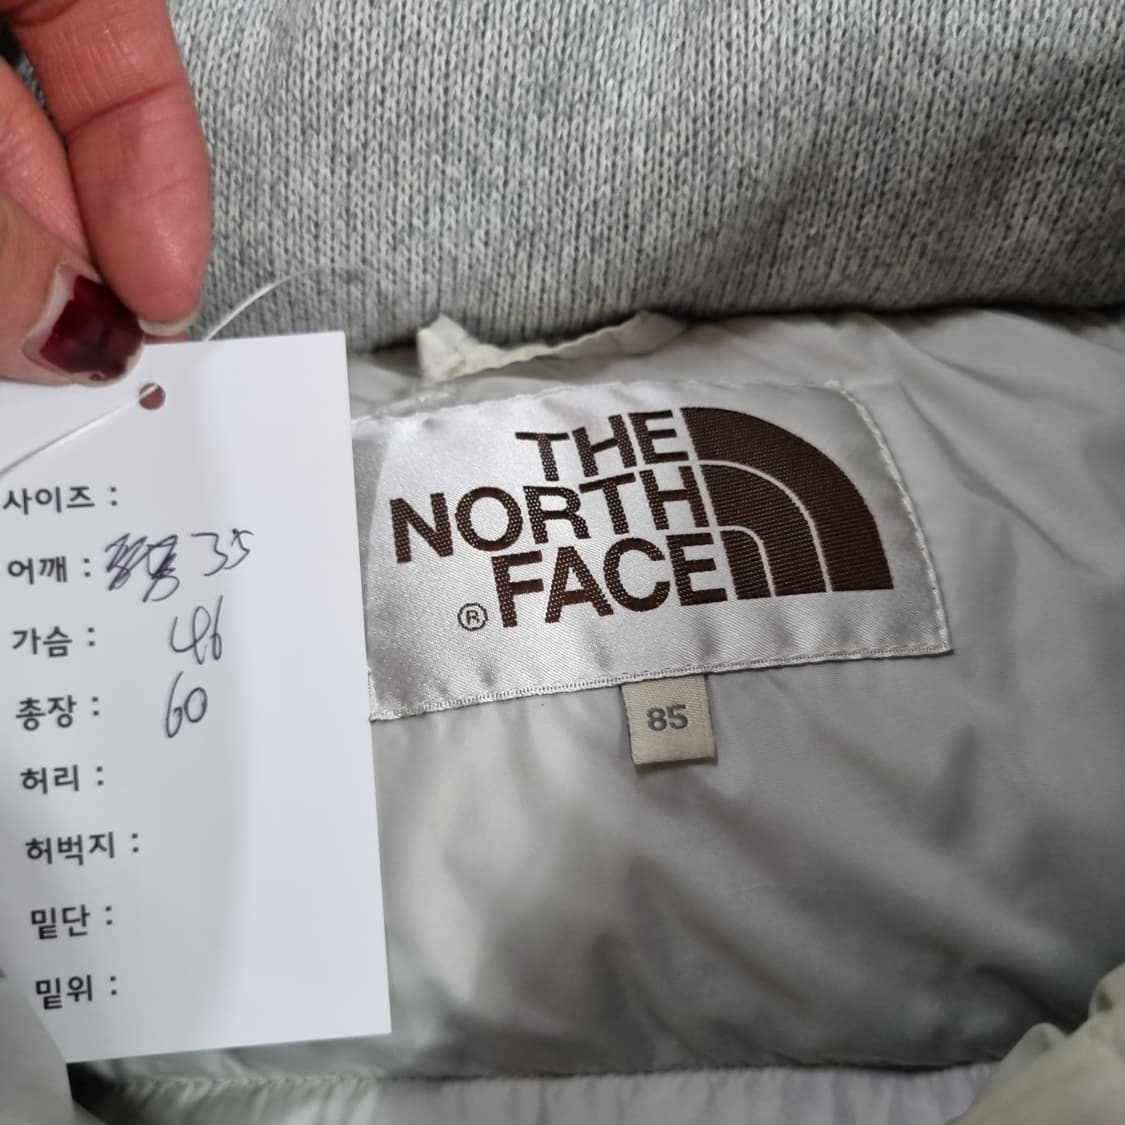 사이즈 :
어깨 : 35
가슴 : 46
총장 : 60
허리 :
허벅지 :
밑단 :
밑위 :
THE
NORTH
® FACE
85